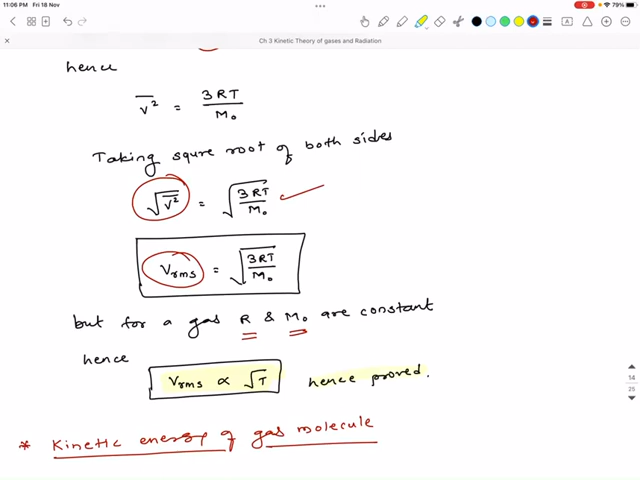 11:06 PM Fri 18 Nov
79%
Ch 3 Kinetic Theory of gases and Radiation
hence
v̅² = 3RT/M₀
Taking squre root of both sides
√v̅² = √(3RT/M₀)
Vrms = √(3RT/M₀)
but for a gas R & M₀ are constant
hence
Vrms ∝ √T hence proved.
14
25
* Kinetic energy of gas molecule